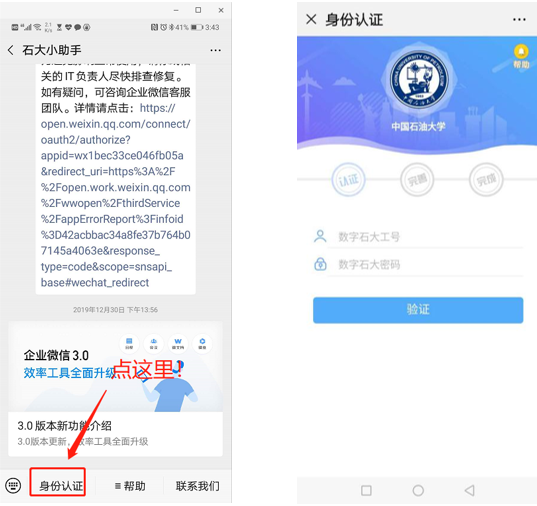 2.1
K/s
41%
3:43
石大小助手
关的 IT 负责人尽快排查修复。
如有疑问，可咨询企业微信客服
团队。详情请点击：https://
open.weixin.qq.com/connect/
oauth2/authorize?
appid=wx1bec33ce046fb05a
&redirect_uri=https%3A%2F
%2Fopen.work.weixin.qq.com
%2Fwwopen%2FthirdService
%2FappErrorReport%3Finfoid
%3D42acbbac34a8fe37b764b0
7145a4063e&response_
type=code&scope=snsapi_
base#wechat_redirect
2019年12月30日 下午13:56
企业微信3.0
效率工具全面升级
点这里！
3.0 版本新功能介绍
3.0版本更新，效率工具全面升级
身份认证
≡ 帮助
联系我们
身份认证
帮助
中国石油大学
认证
完善
完成
数字石大工号
数字石大密码
验证